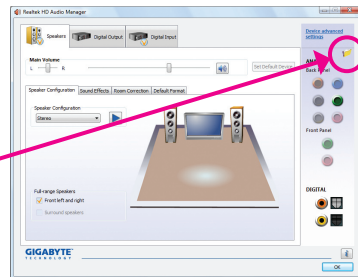 Realtek HD Audio Manager
Speakers
Digital Output
Digital Input
Device advanced settings
Main Volume
L
R
Set Default Device
Speaker Configuration
Sound Effects
Room Correction
Default Format
Speaker Configuration
Stereo
Full-range Speakers
Front left and right
Surround speakers
Back Panel
Front Panel
DIGITAL
GIGABYTE
TECHNOLOGY
i
OK